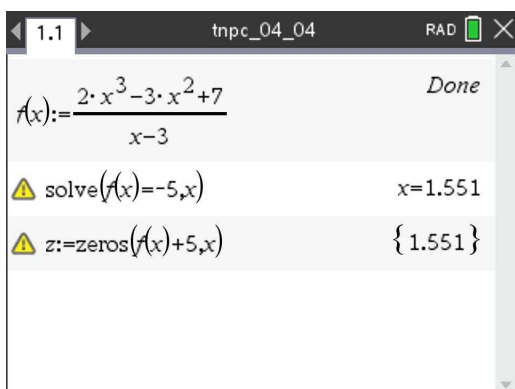 1.1 tnpc_04_04 RAD
f(x):=(2·x^3−3·x^2+7)/(x−3) Done
solve(f(x)=-5,x) x=1.551
z:=zeros(f(x)+5,x) {1.551}